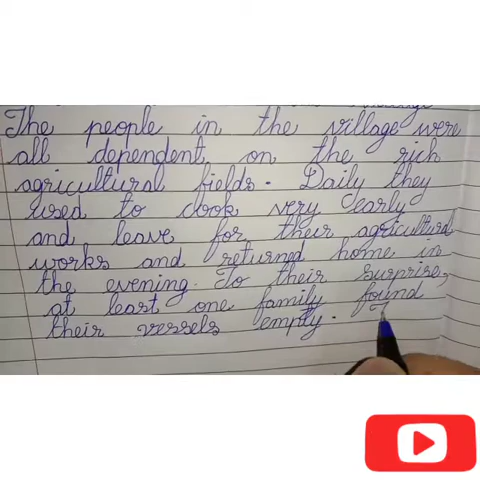 The people in the village were
all dependent on the rich
agricultural fields. Daily they
used to cook very early
and leave for their agricultural
works and returned home in
the evening. To their surprise,
at least one family found
their vessels empty.